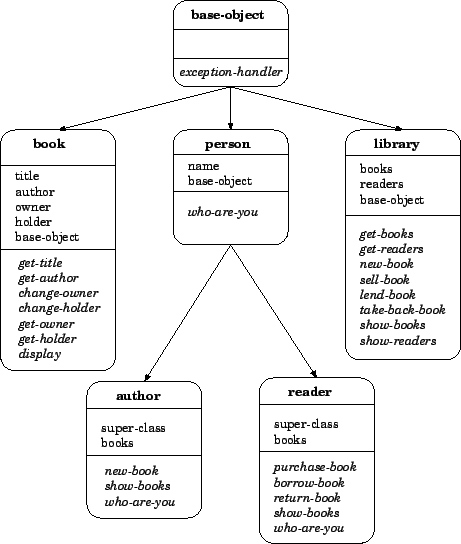 base-object
exception-handler
book
title
author
owner
holder
base-object
get-title
get-author
change-owner
change-holder
get-owner
get-holder
display
person
name
base-object
who-are-you
library
books
readers
base-object
get-books
get-readers
new-book
sell-book
lend-book
take-back-book
show-books
show-readers
author
super-class
books
new-book
show-books
who-are-you
reader
super-class
books
purchase-book
borrow-book
return-book
show-books
who-are-you